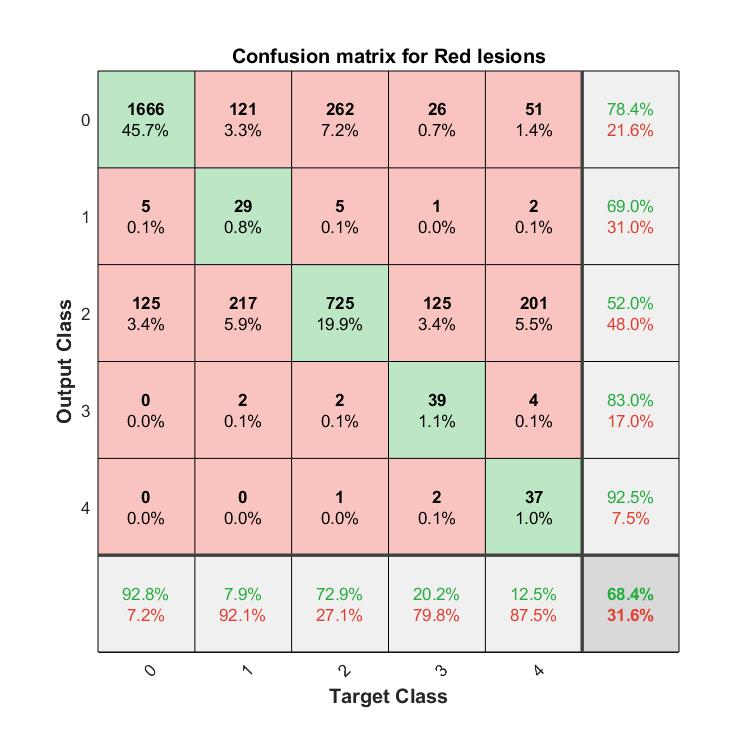 Confusion matrix for Red lesions
0
1666 121 262 26 51 78.4%
45.7% 3.3% 7.2% 0.7% 1.4% 21.6%
1
5 29 5 1 2 69.0%
0.1% 0.8% 0.1% 0.0% 0.1% 31.0%
Output Class
2
125 217 725 125 201 52.0%
3.4% 5.9% 19.9% 3.4% 5.5% 48.0%
3
0 2 2 39 4 83.0%
0.0% 0.1% 0.1% 1.1% 0.1% 17.0%
4
0 0 1 2 37 92.5%
0.0% 0.0% 0.0% 0.1% 1.0% 7.5%
92.8% 7.9% 72.9% 20.2% 12.5% 68.4%
7.2% 92.1% 27.1% 79.8% 87.5% 31.6%
0 1 2 3 4
Target Class